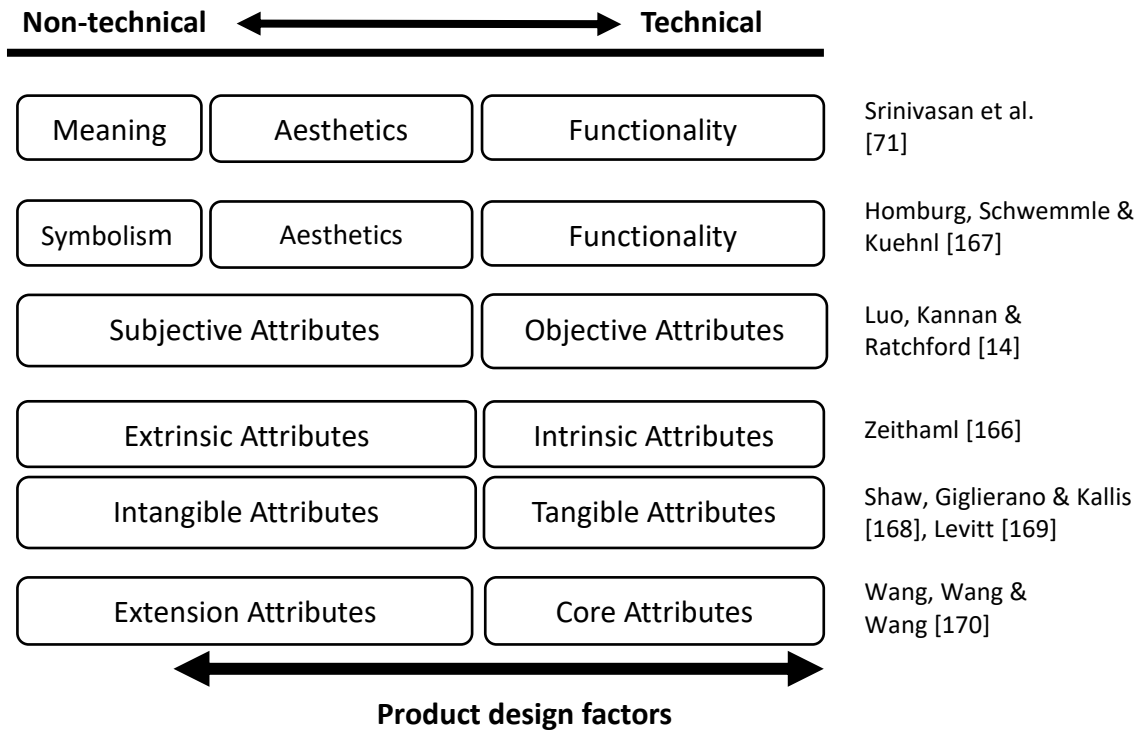 Non-technical Technical
Meaning Aesthetics Functionality
Srinivasan et al.
[71]
Symbolism Aesthetics Functionality
Homburg, Schwemmle &
Kuehnl [167]
Subjective Attributes Objective Attributes
Luo, Kannan &
Ratchford [14]
Extrinsic Attributes Intrinsic Attributes
Zeithaml [166]
Intangible Attributes Tangible Attributes
Shaw, Giglierano & Kallis
[168], Levitt [169]
Extension Attributes Core Attributes
Wang, Wang &
Wang [170]
Product design factors